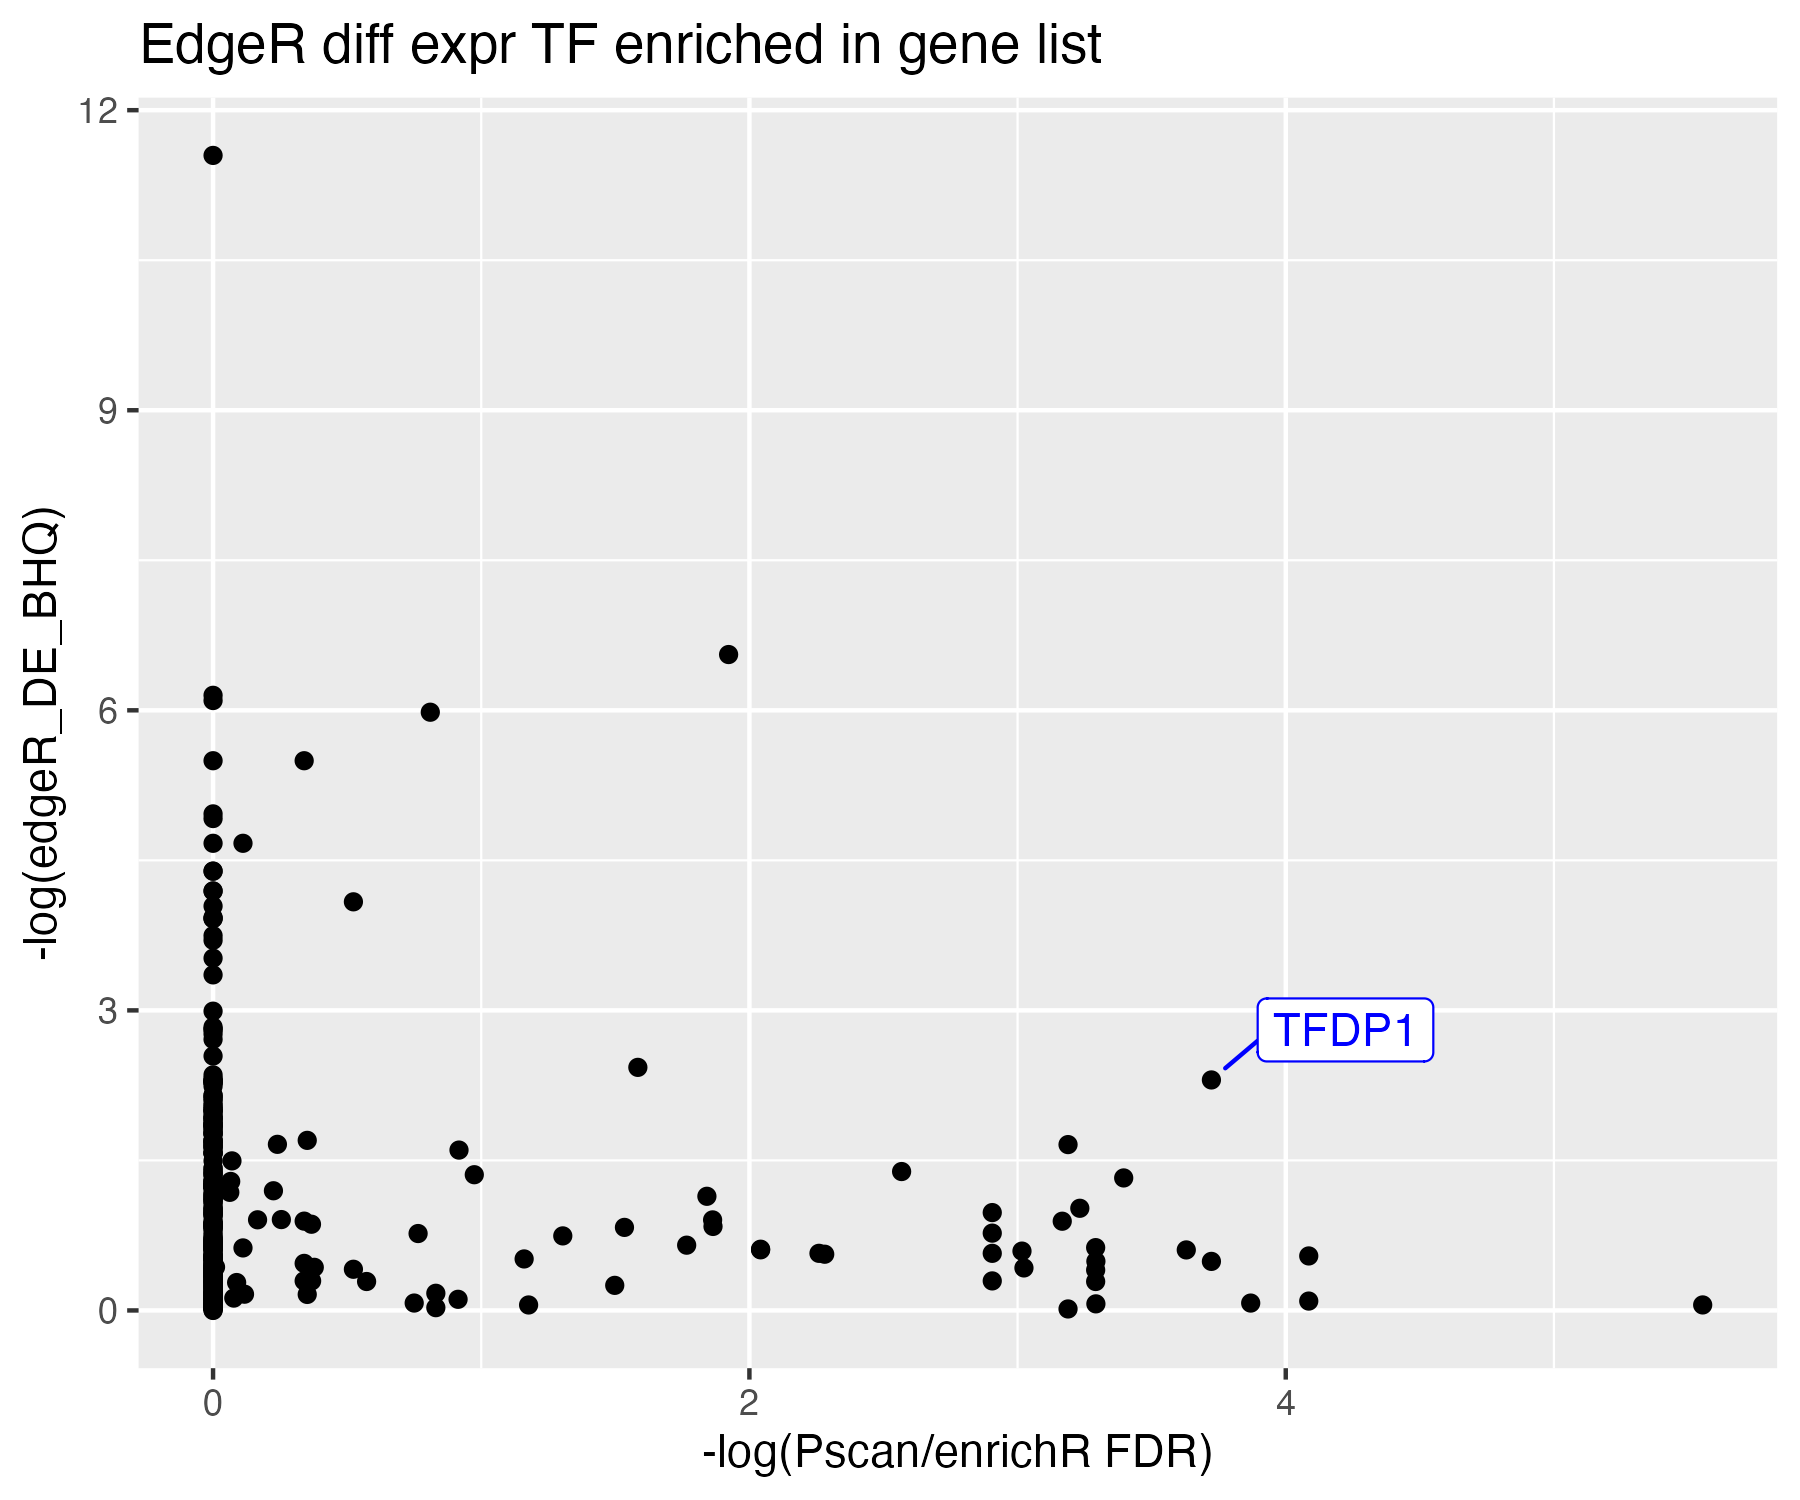 EdgeR diff expr TF enriched in gene list
12
9
6
3
0
-log(edgeR_DE_BHQ)
TFDP1
0
2
4
-log(Pscan/enrichR FDR)